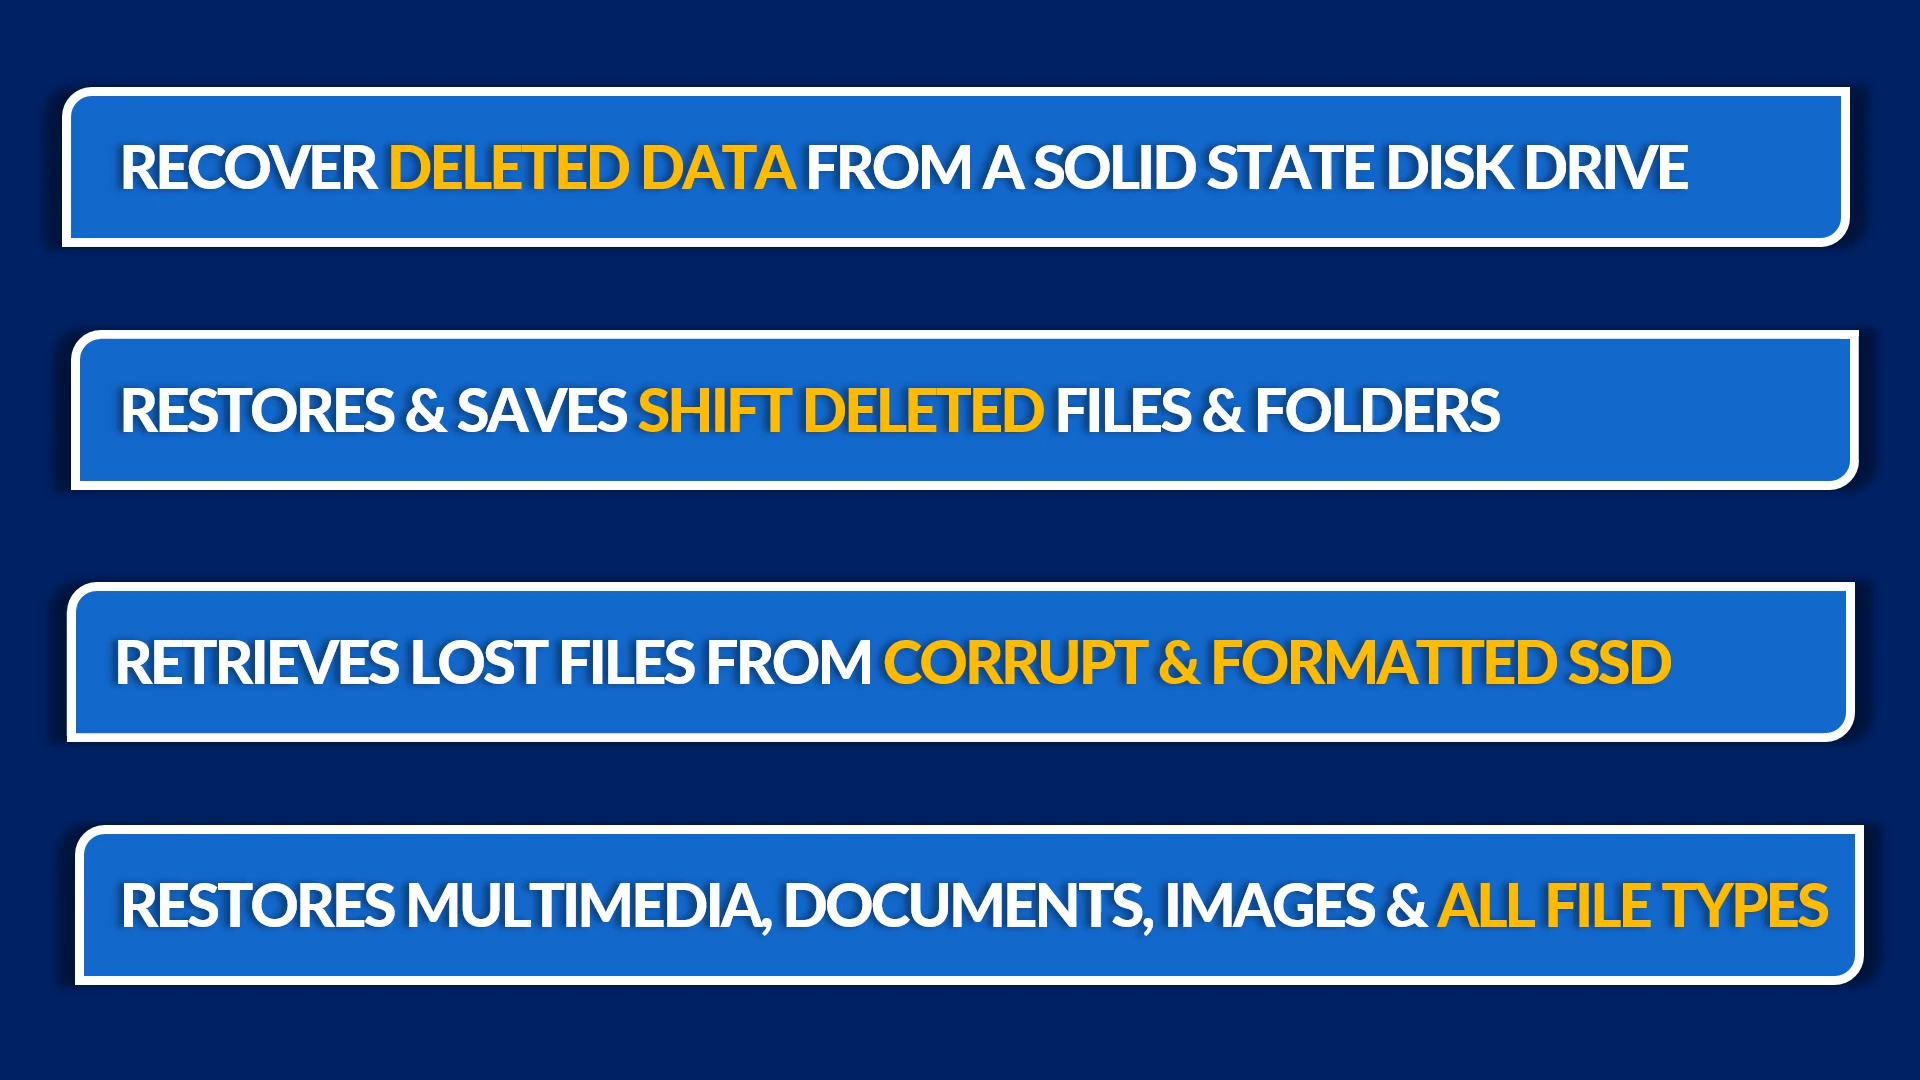 RECOVER DELETED DATA FROM A SOLID STATE DISK DRIVE
RESTORES & SAVES SHIFT DELETED FILES & FOLDERS
RETRIEVES LOST FILES FROM CORRUPT & FORMATTED SSD
RESTORES MULTIMEDIA, DOCUMENTS, IMAGES & ALL FILE TYPES